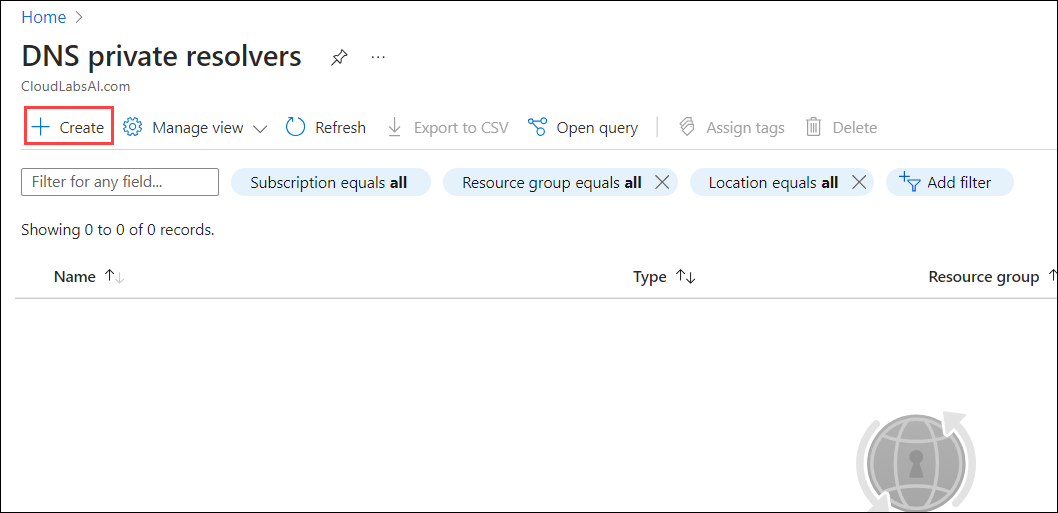 Home
DNS private resolvers
CloudLabsAI.com
Create Manage view Refresh Export to CSV Open query Assign tags Delete
Filter for any field... Subscription equals all Resource group equals all Location equals all Add filter
Showing 0 to 0 of 0 records.
Name Type Resource group